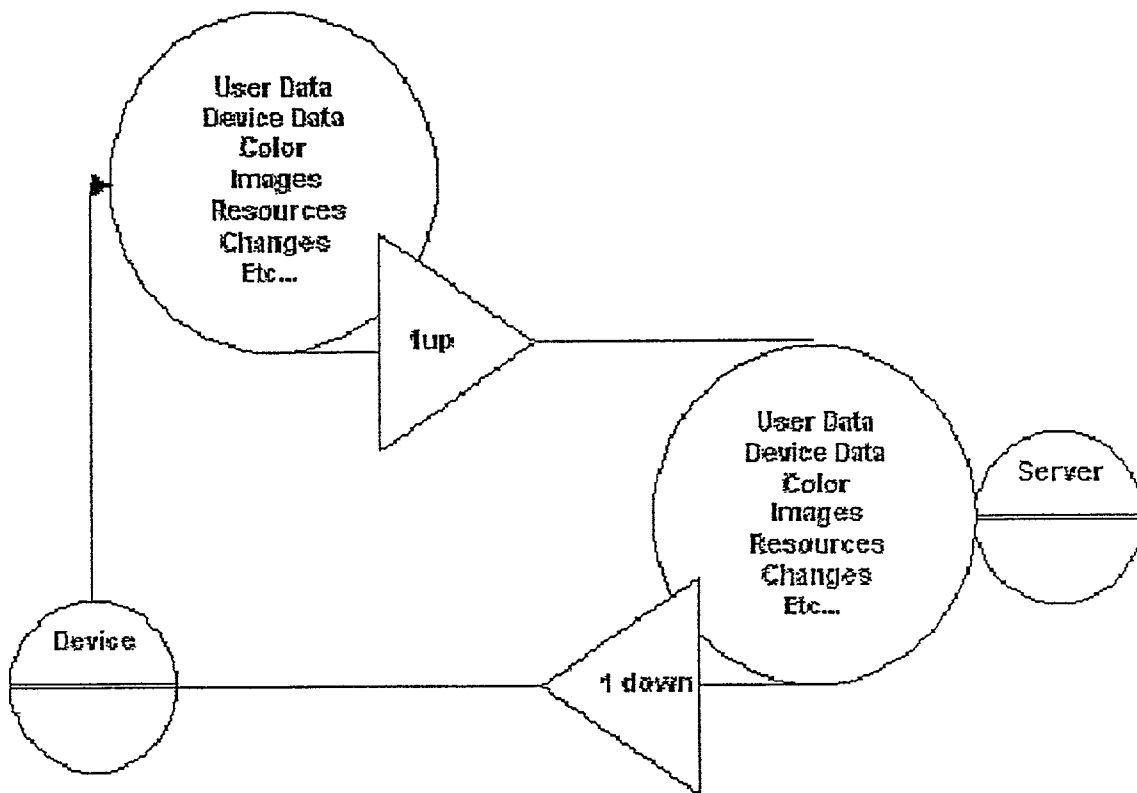 User Data
Device Data
Color
Images
Resources
Changes
Etc...
1up
User Data
Device Data
Color
Images
Resources
Changes
Etc...
Server
Device
1 down